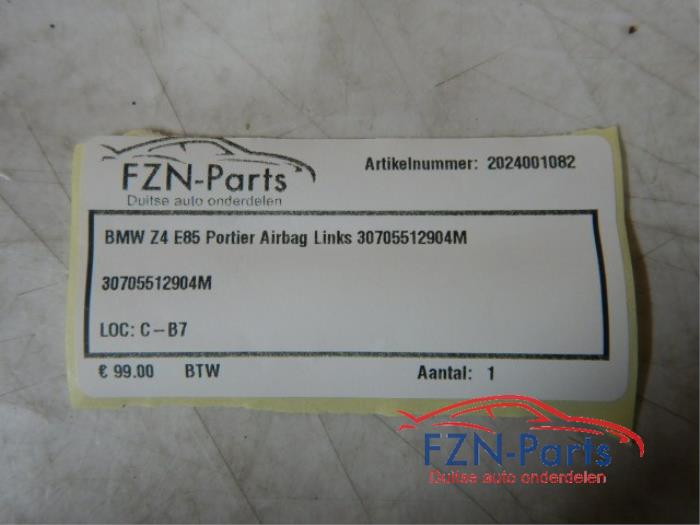 FZN-Parts
Duitse auto onderdelen
Artikelnummer: 2024001082
BMW Z4 E85 Portier Airbag Links 30705512904M
30705512904M
LOC: C-B7
€ 99.00 BTW Aantal: 1
FZN-Parts
Duitse auto onderdelen